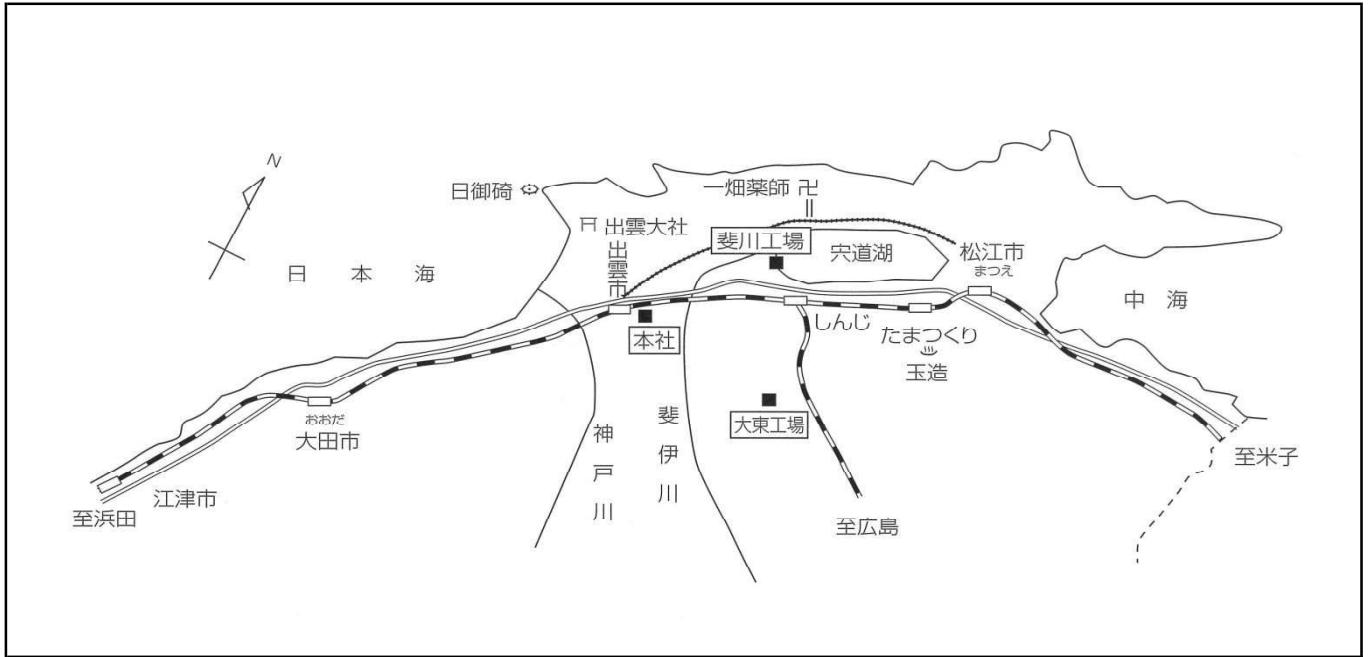 N
日御碕
一畑薬師
出雲大社
斐川工場
出雲市
宍道湖
松江市
まつえ
日本海
中海
本社
しんじ
たまつくり
玉造
おおだ
大田市
大東工場
神戸川
斐伊川
江津市
至浜田
至広島
至米子